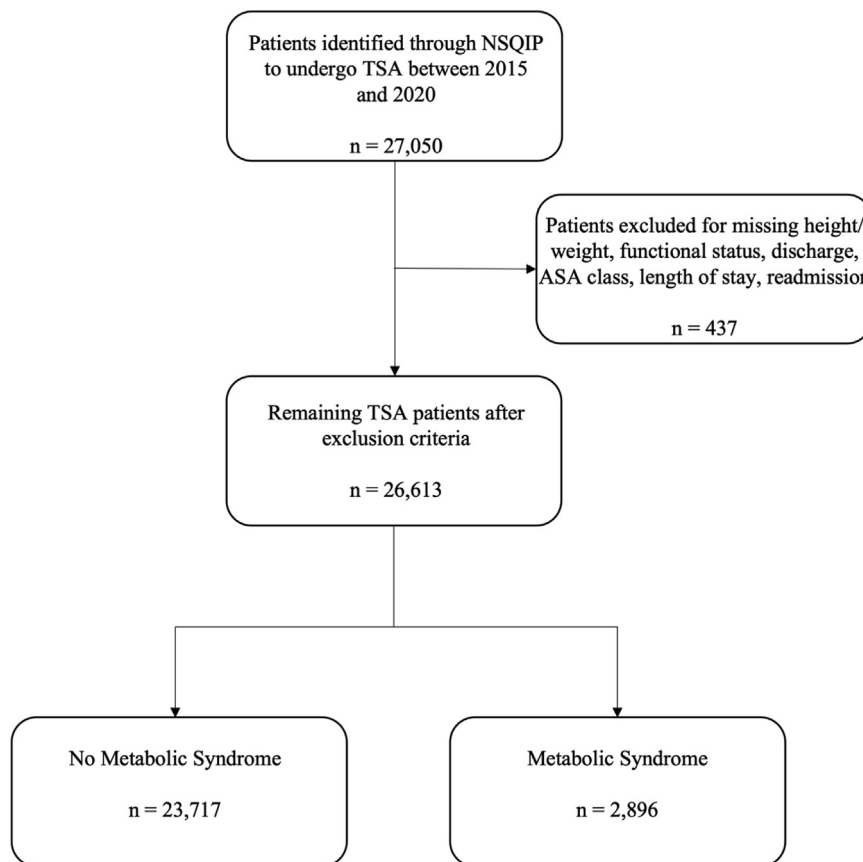 Patients identified through NSQIP
to undergo TSA between 2015
and 2020
n = 27,050
Patients excluded for missing height/
weight, functional status, discharge,
ASA class, length of stay, readmission
n = 437
Remaining TSA patients after
exclusion criteria
n = 26,613
No Metabolic Syndrome
n = 23,717
Metabolic Syndrome
n = 2,896